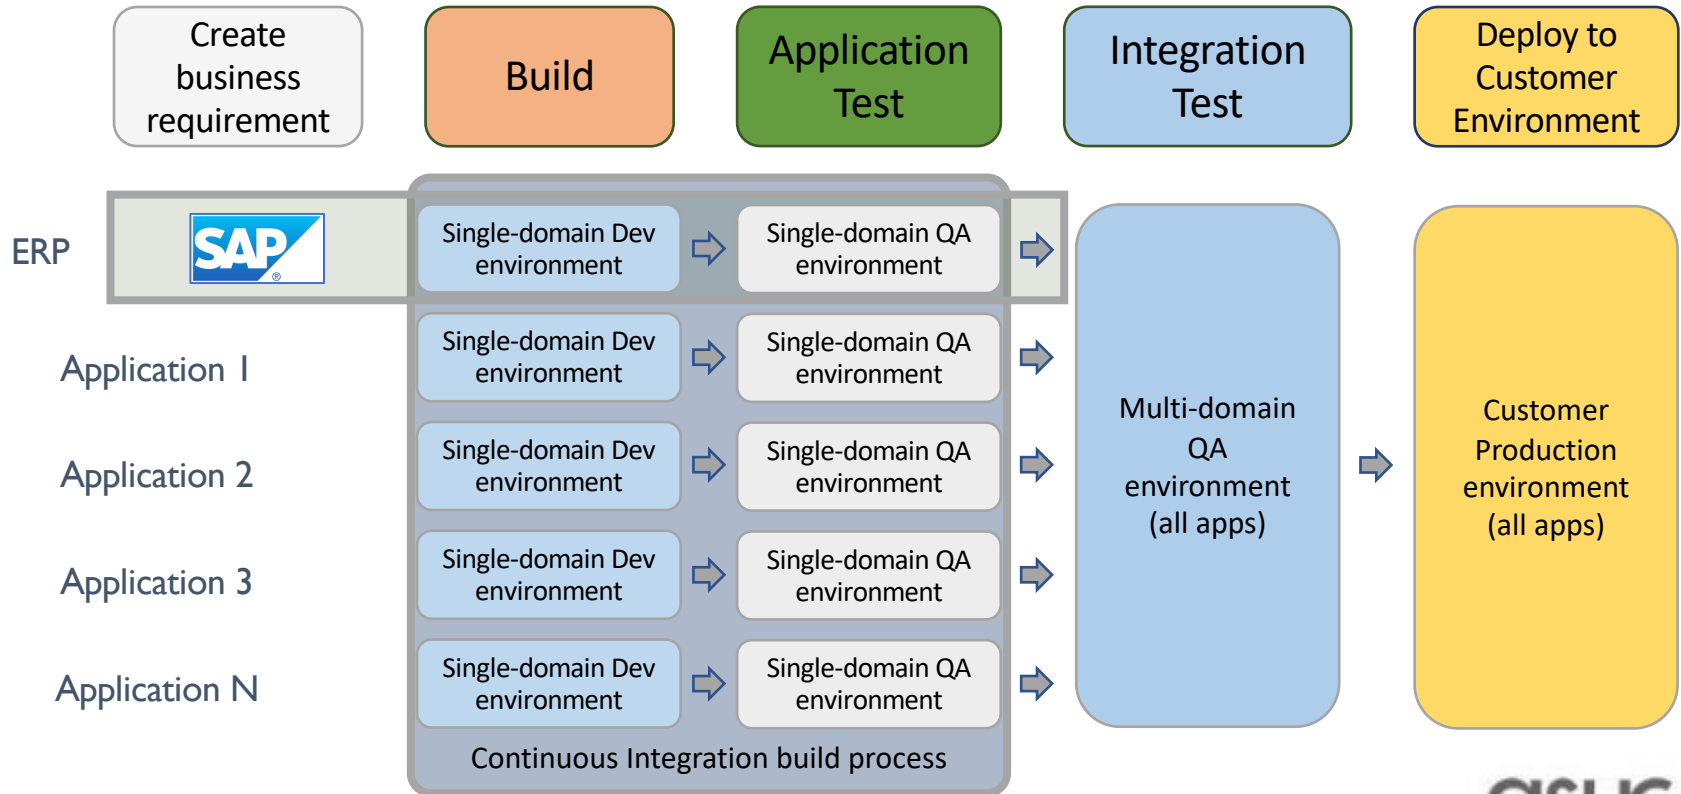 Create
business
requirement
Build
Application
Test
Integration
Test
Deploy to
Customer
Environment
ERP
SAP
®
Single-domain Dev
environment
Single-domain QA
environment
Application 1
Single-domain Dev
environment
Single-domain QA
environment
Application 2
Single-domain Dev
environment
Single-domain QA
environment
Application 3
Single-domain Dev
environment
Single-domain QA
environment
Application N
Single-domain Dev
environment
Single-domain QA
environment
Continuous Integration build process
Multi-domain
QA
environment
(all apps)
Customer
Production
environment
(all apps)